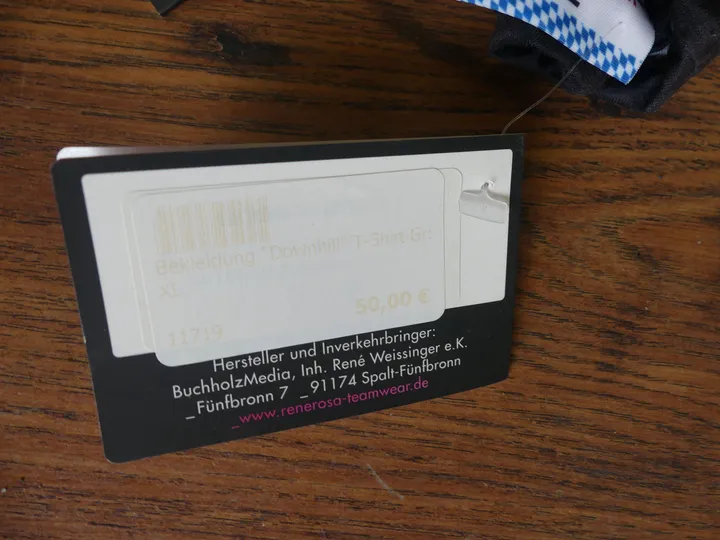 Bekleidung "Downhill" T-Shirt Gr.
XL
50,00 €
11719
Hersteller und Inverkehrbringer:
BuchholzMedia, Inh. René Weissinger e.K.
_Fünfbronn 7 _91174 Spalt-Fünfbronn
_www.renerosa-teamwear.de